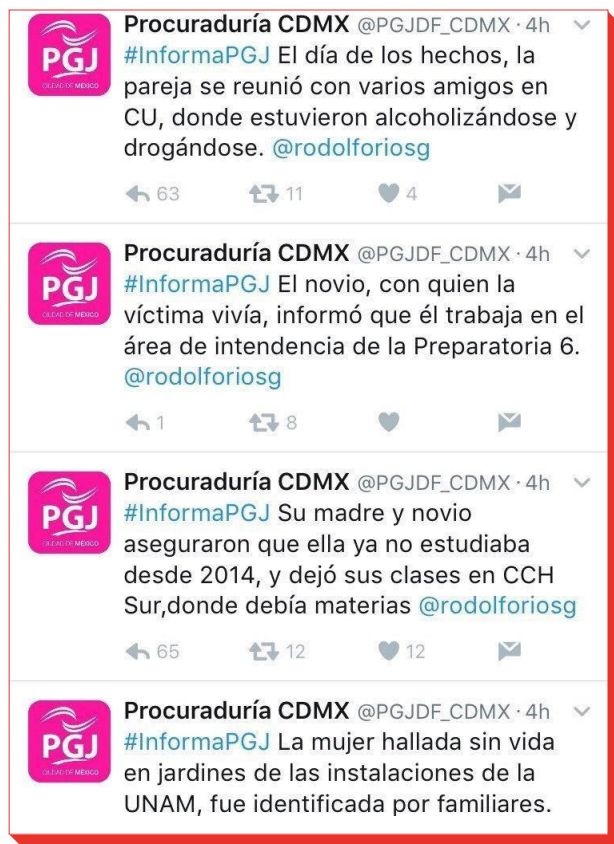 Procuraduría CDMX @PGJDF_CDMX · 4h
PGJ
CIUDAD DE MÉXICO
#InformaPGJ El día de los hechos, la
pareja se reunió con varios amigos en
CU, donde estuvieron alcoholizándose y
drogándose. @rodolforiosg
63 11 4
Procuraduría CDMX @PGJDF_CDMX · 4h
PGJ
CIUDAD DE MÉXICO
#InformaPGJ El novio, con quien la
víctima vivía, informó que él trabaja en el
área de intendencia de la Preparatoria 6.
@rodolforiosg
1 8
Procuraduría CDMX @PGJDF_CDMX · 4h
PGJ
CIUDAD DE MÉXICO
#InformaPGJ Su madre y novio
aseguraron que ella ya no estudiaba
desde 2014, y dejó sus clases en CCH
Sur,donde debía materias @rodolforiosg
65 12 12
Procuraduría CDMX @PGJDF_CDMX · 4h
PGJ
CIUDAD DE MÉXICO
#InformaPGJ La mujer hallada sin vida
en jardines de las instalaciones de la
UNAM, fue identificada por familiares.